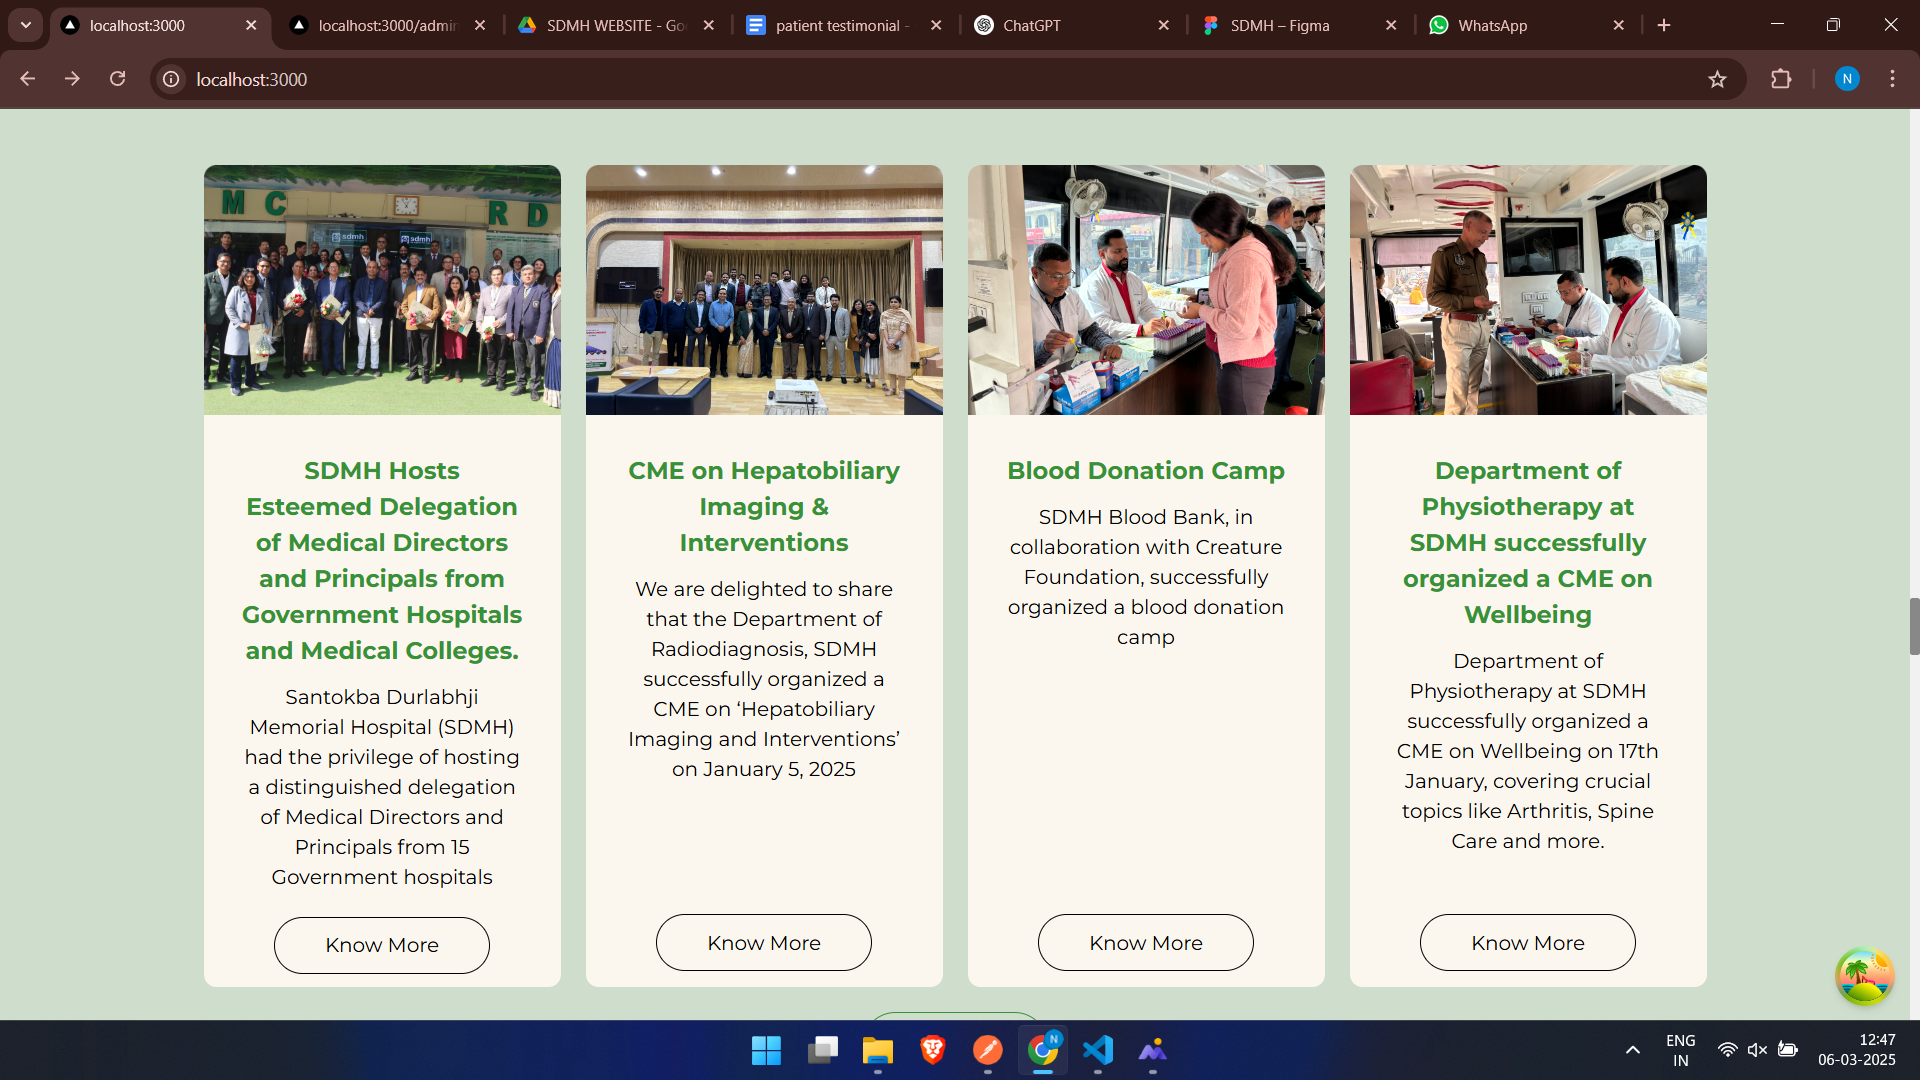 localhost:3000
localhost:3000/admin
SDMH WEBSITE - Go
patient testimonial -
ChatGPT
SDMH – Figma
WhatsApp
localhost:3000
N
M C R D
sdmh
sdmh
SDMH Hosts
Esteemed Delegation
of Medical Directors
and Principals from
Government Hospitals
and Medical Colleges.
Santokba Durlabhji
Memorial Hospital (SDMH)
had the privilege of hosting
a distinguished delegation
of Medical Directors and
Principals from 15
Government hospitals
Know More
CME on Hepatobiliary
Imaging &
Interventions
We are delighted to share
that the Department of
Radiodiagnosis, SDMH
successfully organized a
CME on ‘Hepatobiliary
Imaging and Interventions’
on January 5, 2025
Know More
Blood Donation Camp
SDMH Blood Bank, in
collaboration with Creature
Foundation, successfully
organized a blood donation
camp
Know More
Department of
Physiotherapy at
SDMH successfully
organized a CME on
Wellbeing
Department of
Physiotherapy at SDMH
successfully organized a
CME on Wellbeing on 17th
January, covering crucial
topics like Arthritis, Spine
Care and more.
Know More
N
ENG
IN
12:47
06-03-2025